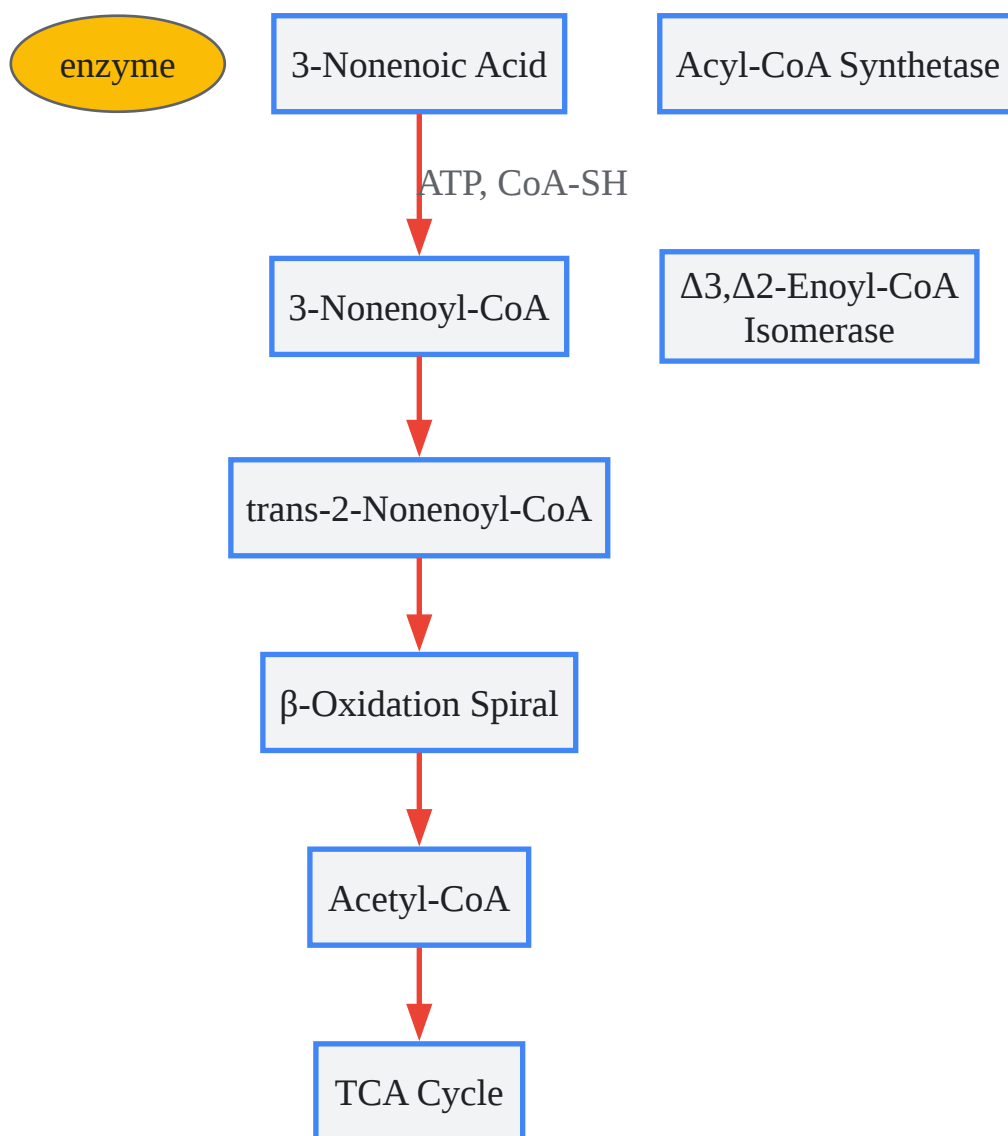 enzyme
3-Nonenoic Acid
Acyl-CoA Synthetase
ATP, CoA-SH
3-Nonenoyl-CoA
Δ3,Δ2-Enoyl-CoA
Isomerase
trans-2-Nonenoyl-CoA
β-Oxidation Spiral
Acetyl-CoA
TCA Cycle